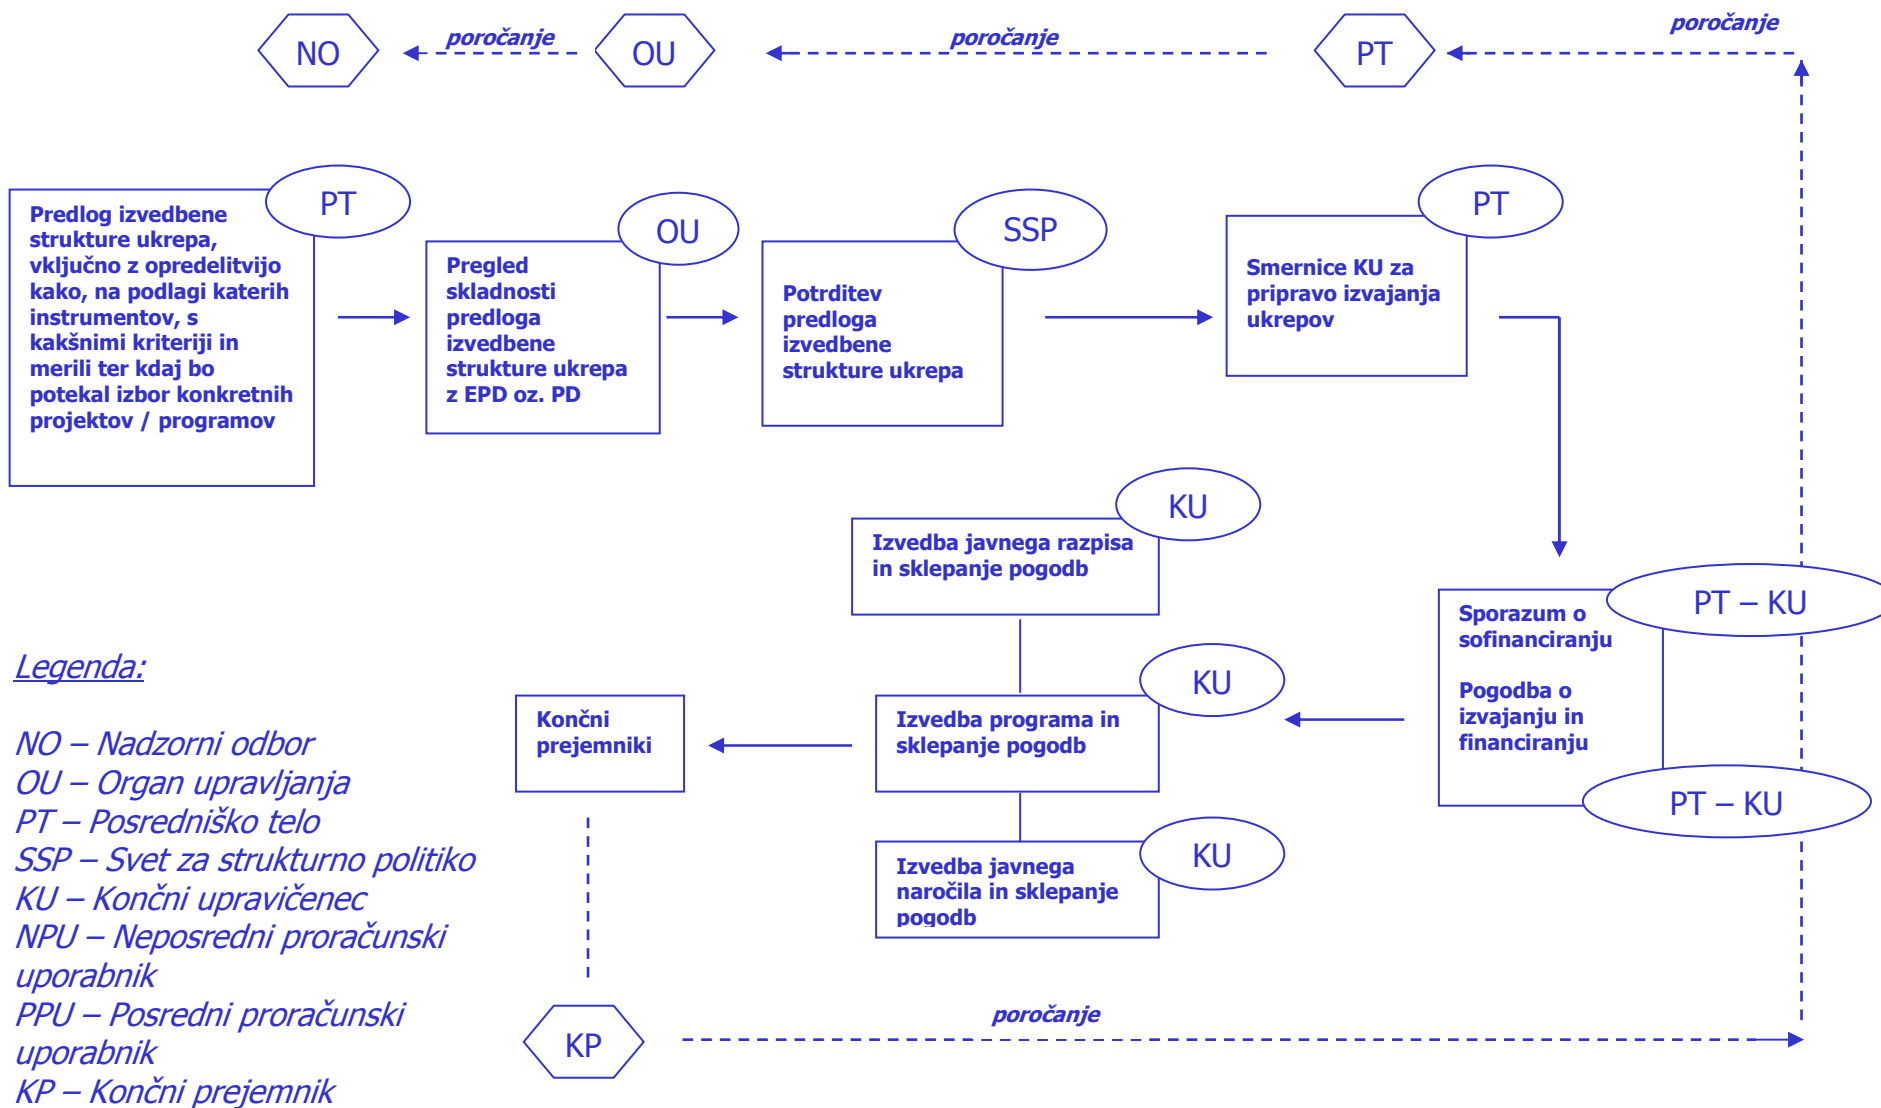 poročanje
poročanje
poročanje
NO
OU
PT
PT
Predlog izvedbene
strukture ukrepa,
vključno z opredelitvijo
kako, na podlagi katerih
instrumentov, s
kakšnimi kriteriji in
merili ter kdaj bo
potekal izbor konkretnih
projektov / programov
OU
Pregled
skladnosti
predloga
izvedbene
strukture ukrepa
z EPD oz. PD
SSP
Potrditev
predloga
izvedbene
strukture ukrepa
PT
Smernice KU za
pripravo izvajanja
ukrepov
KU
Izvedba javnega razpisa
in sklepanje pogodb
PT – KU
Sporazum o
sofinanciranju
Pogodba o
izvajanju in
financiranju
PT – KU
KU
Izvedba programa in
sklepanje pogodb
Končni
prejemniki
KU
Izvedba javnega
naročila in sklepanje
pogodb
Legenda:
NO – Nadzorni odbor
OU – Organ upravljanja
PT – Posredniško telo
SSP – Svet za strukturno politiko
KU – Končni upravičenec
NPU – Neposredni proračunski
uporabnik
PPU – Posredni proračunski
uporabnik
KP – Končni prejemnik
KP
poročanje